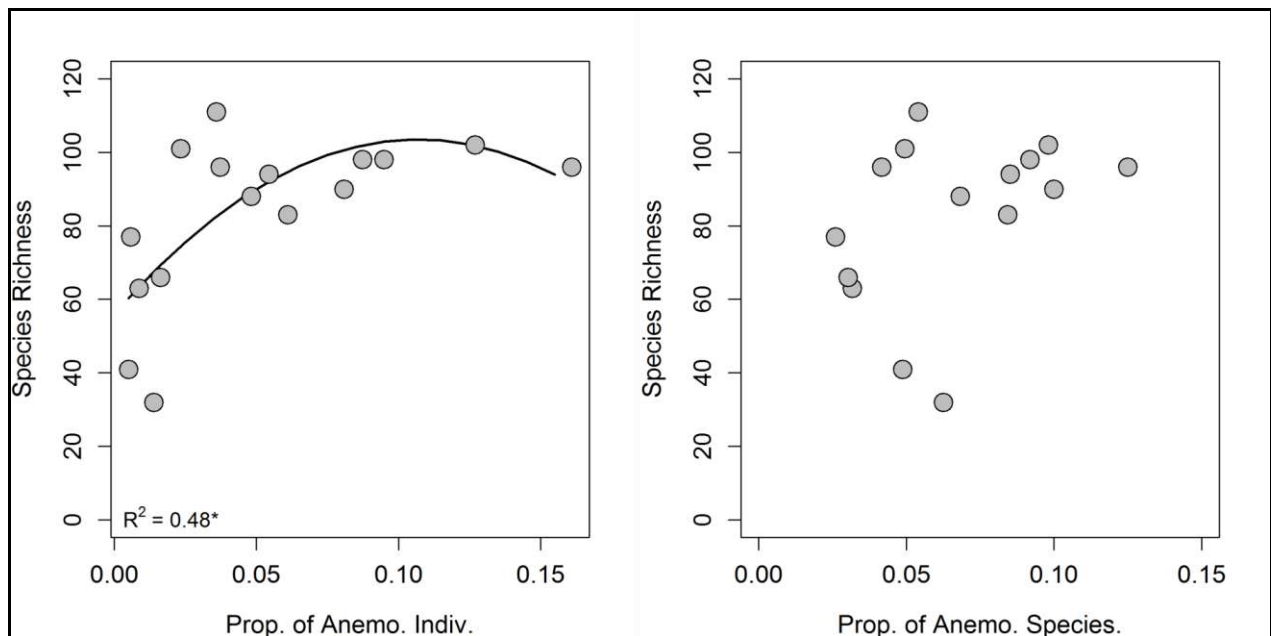 Species Richness
120
100
80
60
40
20
0
R² = 0.48*
0.00 0.05 0.10 0.15
Prop. of Anemo. Indiv.
Species Richness
120
100
80
60
40
20
0
0.00 0.05 0.10 0.15
Prop. of Anemo. Species.